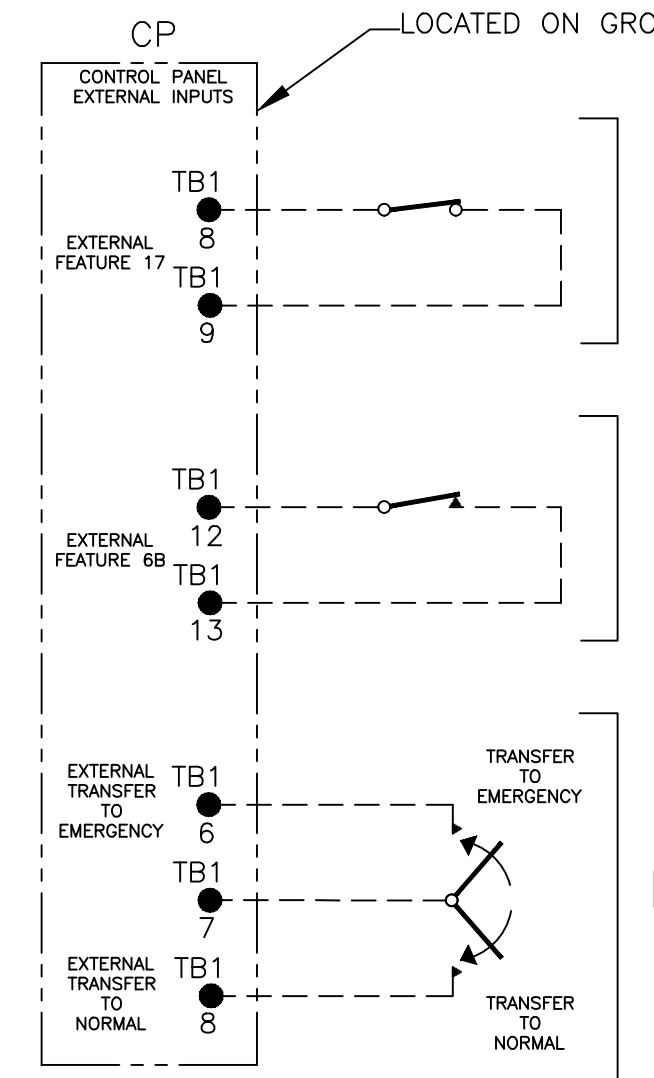 CP
LOCATED ON GRO
CONTROL PANEL
EXTERNAL INPUTS
TB1
8
EXTERNAL
FEATURE 17
TB1
9
TB1
12
EXTERNAL
FEATURE 6B
TB1
13
EXTERNAL
TRANSFER
TO
EMERGENCY
TB1
6
TRANSFER
TO
EMERGENCY
TB1
7
EXTERNAL
TRANSFER
TO
NORMAL
TB1
8
TRANSFER
TO
NORMAL